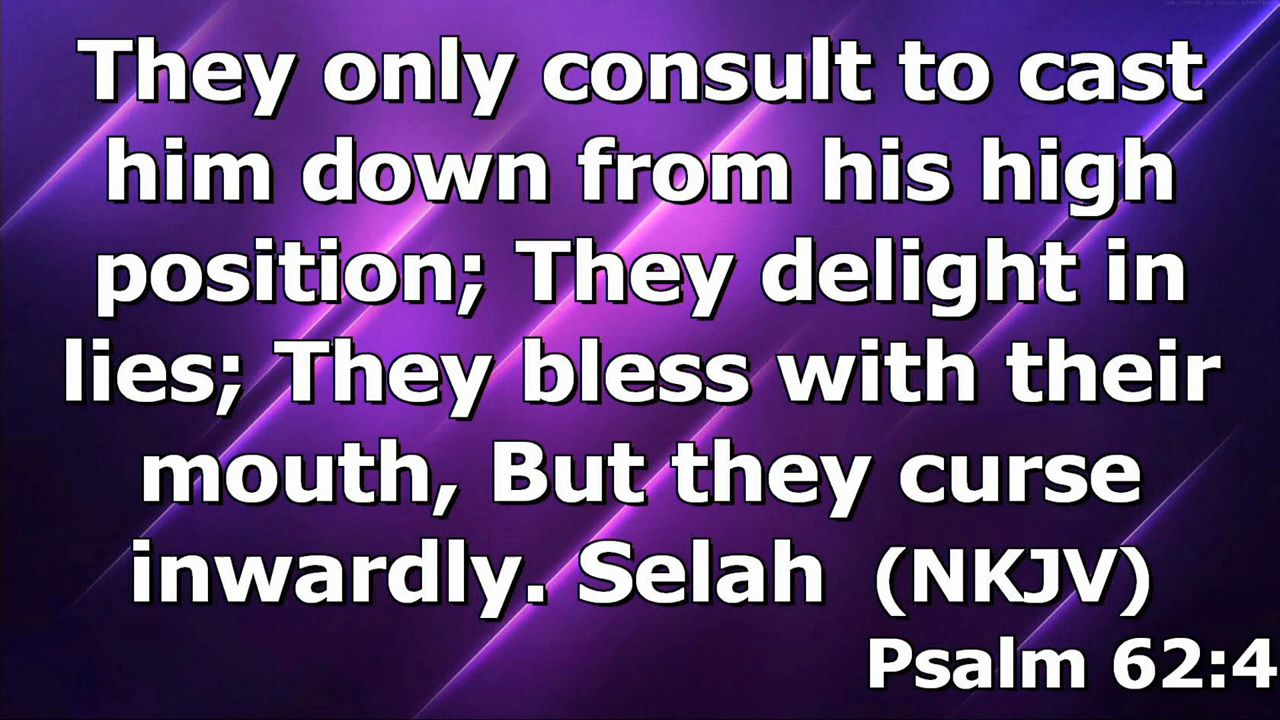 They only consult to cast
him down from his high
position; They delight in
lies; They bless with their
mouth, But they curse
inwardly. Selah (NKJV)
Psalm 62:4